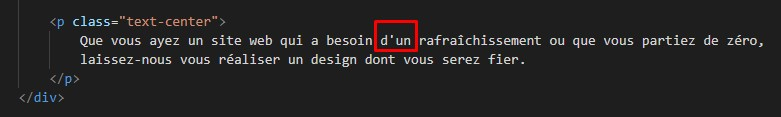 <p class="text-center">
Que vous ayez un site web qui a besoin d'un rafraîchissement ou que vous partiez de zéro,
laissez-nous vous réaliser un design dont vous serez fier.
</p>
</div>